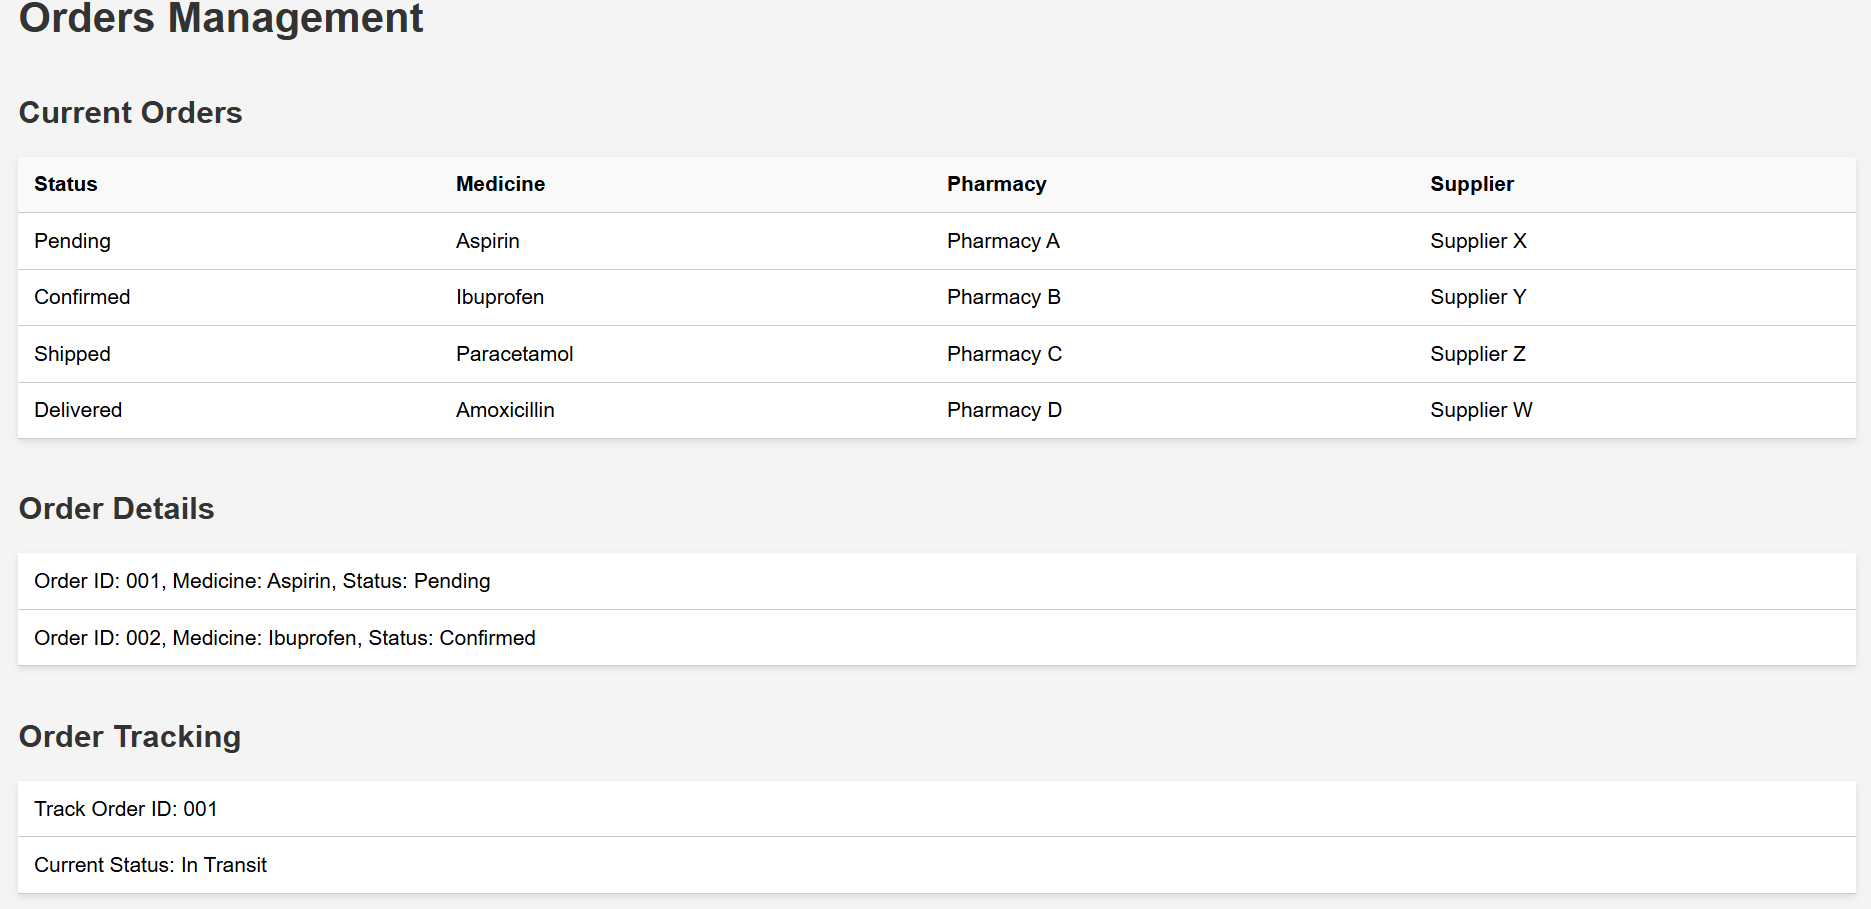 Orders Management
Current Orders
Status Medicine Pharmacy Supplier
Pending Aspirin Pharmacy A Supplier X
Confirmed Ibuprofen Pharmacy B Supplier Y
Shipped Paracetamol Pharmacy C Supplier Z
Delivered Amoxicillin Pharmacy D Supplier W
Order Details
Order ID: 001, Medicine: Aspirin, Status: Pending
Order ID: 002, Medicine: Ibuprofen, Status: Confirmed
Order Tracking
Track Order ID: 001
Current Status: In Transit